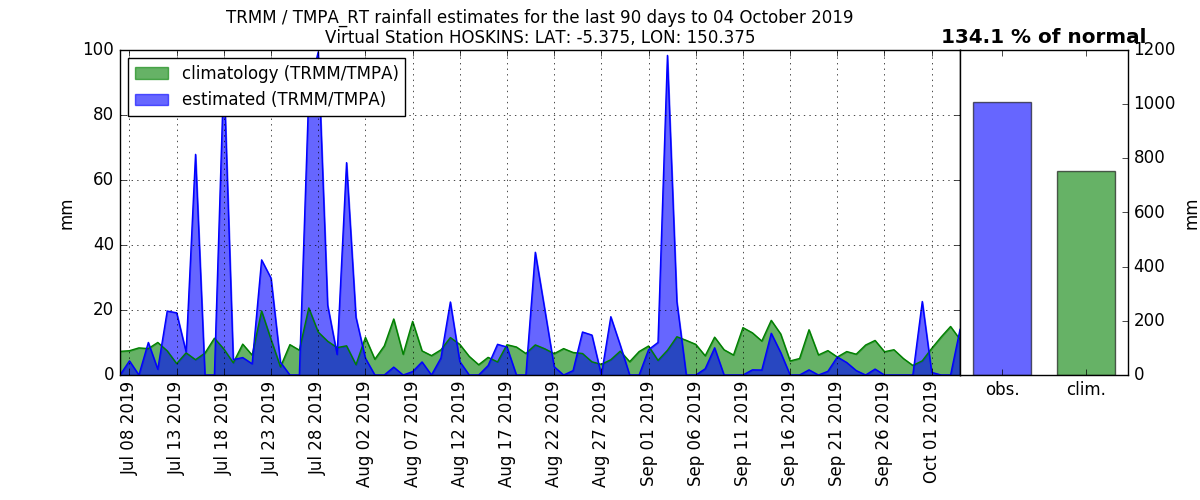 TRMM / TMPA_RT rainfall estimates for the last 90 days to 04 October 2019
Virtual Station HOSKINS: LAT: -5.375, LON: 150.375
134.1 % of normal
climatology (TRMM/TMPA)
estimated (TRMM/TMPA)
100
80
60
40
20
0
mm
Jul 08 2019
Jul 13 2019
Jul 18 2019
Jul 23 2019
Jul 28 2019
Aug 02 2019
Aug 07 2019
Aug 12 2019
Aug 17 2019
Aug 22 2019
Aug 27 2019
Sep 01 2019
Sep 06 2019
Sep 11 2019
Sep 16 2019
Sep 21 2019
Sep 26 2019
Oct 01 2019
1200
1000
800
600
400
200
0
mm
obs.
clim.